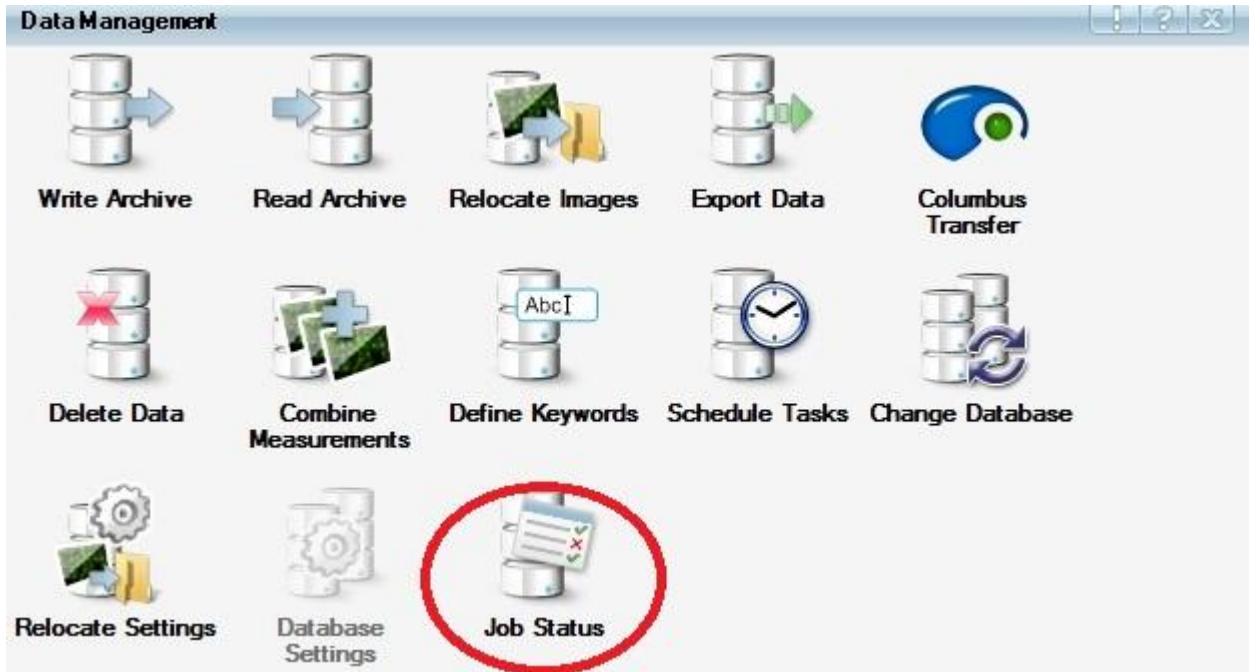 Data Management
! ? X
Write Archive
Read Archive
Relocate Images
Export Data
Columbus
Transfer
Delete Data
Combine
Measurements
Abc
Define Keywords
Schedule Tasks
Change Database
Relocate Settings
Database
Settings
Job Status